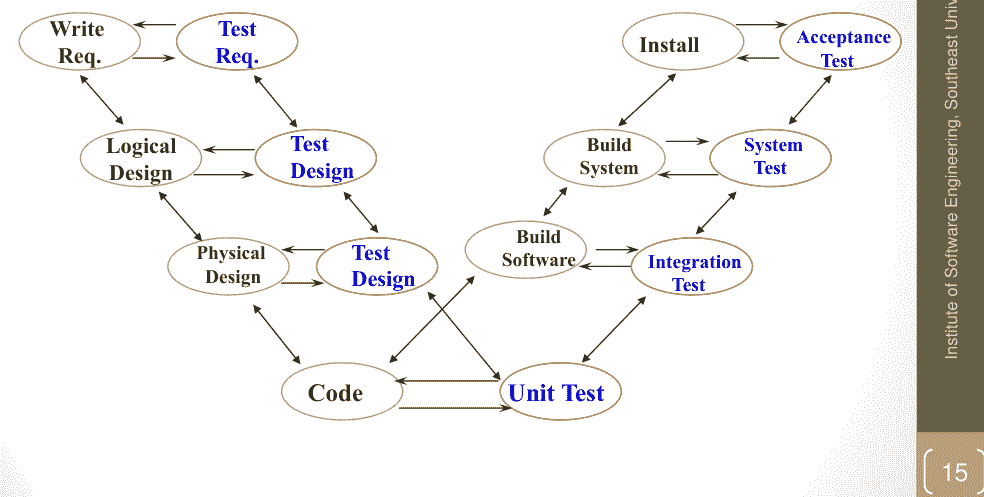 Write
Req.
Test
Req.
Install
Acceptance
Test
Logical
Design
Test
Design
Build
System
System
Test
Physical
Design
Test
Design
Build
Software
Integration
Test
Code
Unit Test
Institute of Software Engineering, Southeast Univ
15